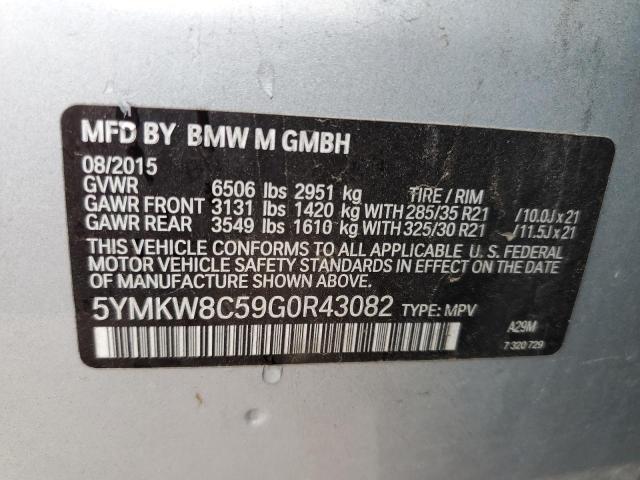 MFD BY BMW M GMBH
08/2015
GVWR 6506 lbs 2951 kg TIRE / RIM
GAWR FRONT 3131 lbs 1420 kg WITH 285/35 R21 /10.0J x 21
GAWR REAR 3549 lbs 1610 kg WITH 325/30 R21 /11.5J x 21
THIS VEHICLE CONFORMS TO ALL APPLICABLE U. S. FEDERAL
MOTOR VEHICLE SAFETY STANDARDS IN EFFECT ON THE DATE
OF MANUFACTURE SHOWN ABOVE.
5YMKW8C59G0R43082 TYPE: MPV
A29M
7 320 729